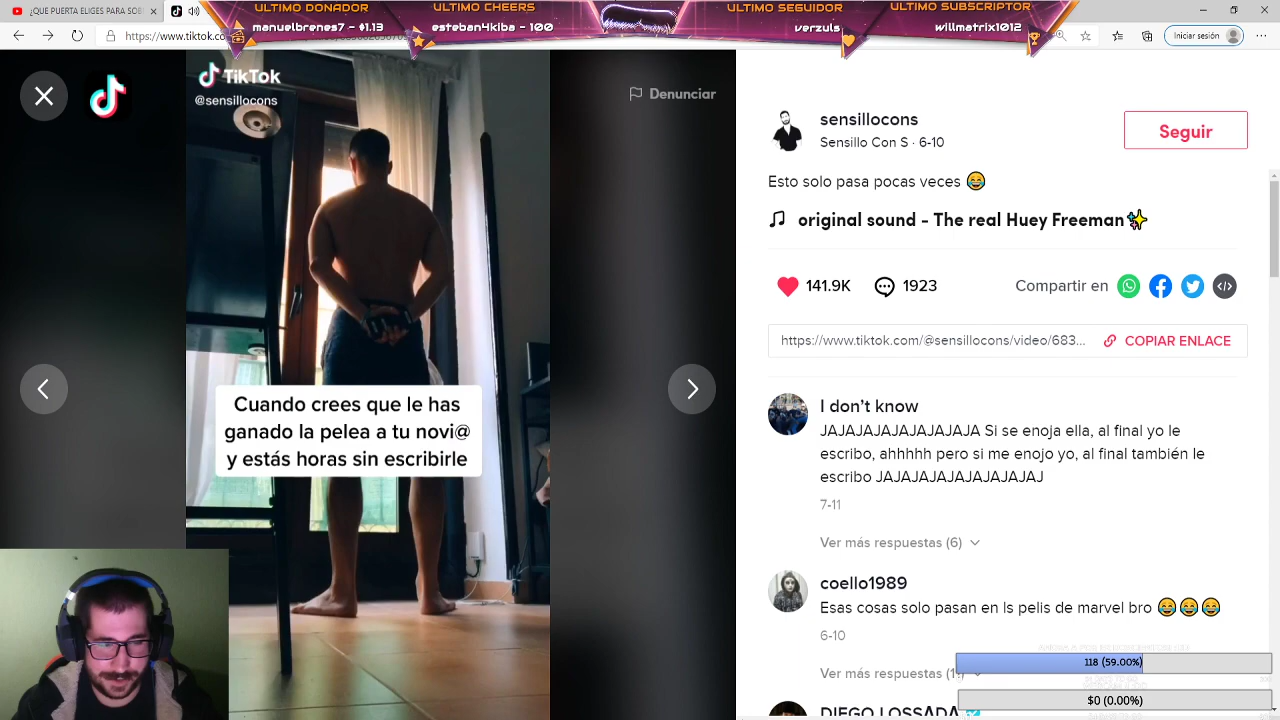 ULTIMO DONADOR
manuelbrenes7 - $1.13
ULTIMO CHEERS
esteban4kiba - 100
ULTIMO SEGUIDOR
verzuls
ULTIMO SUBSCRIPTOR
willmatrix1012
¿QUE PUERTA ELIGES PARA SOB
https://www.tiktok.co
Iniciar sesión
TikTok
@sensillocons
Denunciar
Cuando crees que le has
ganado la pelea a tu novi@
y estás horas sin escribirle
sensillocons
Sensillo Con S · 6-10
Seguir
Esto solo pasa pocas veces 😂
original sound - The real Huey Freeman✨
141.9K
1923
Compartir en
https://www.tiktok.com/@sensillocons/video/683...
COPIAR ENLACE
I don’t know
JAJAJAJAJAJAJAJAJA Si se enoja ella, al final yo le
escribo, ahhhhh pero si me enojo yo, al final también le
escribo JAJAJAJAJAJAJAJAJAJ
7-11
Ver más respuestas (6)
coello1989
Esas cosas solo pasan en ls pelis de marvel bro 😂😂😂
6-10
Ver más respuestas
118 (59.00%)
$0 (0.00%)
DIEGO LOSSADA